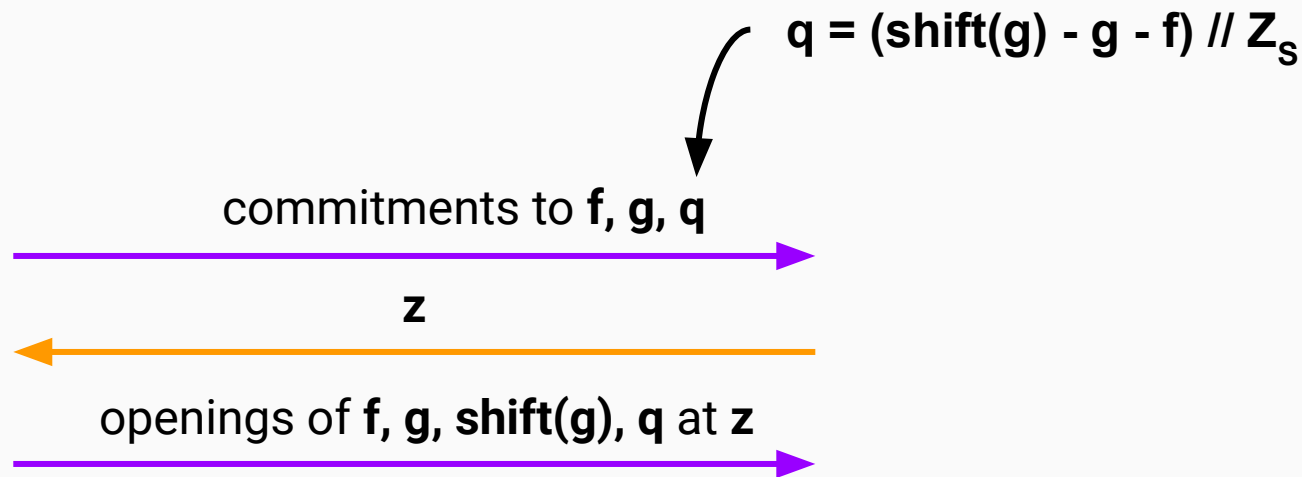 q = (shift(g) - g - f) // Z_S
commitments to f, g, q
z
openings of f, g, shift(g), q at z